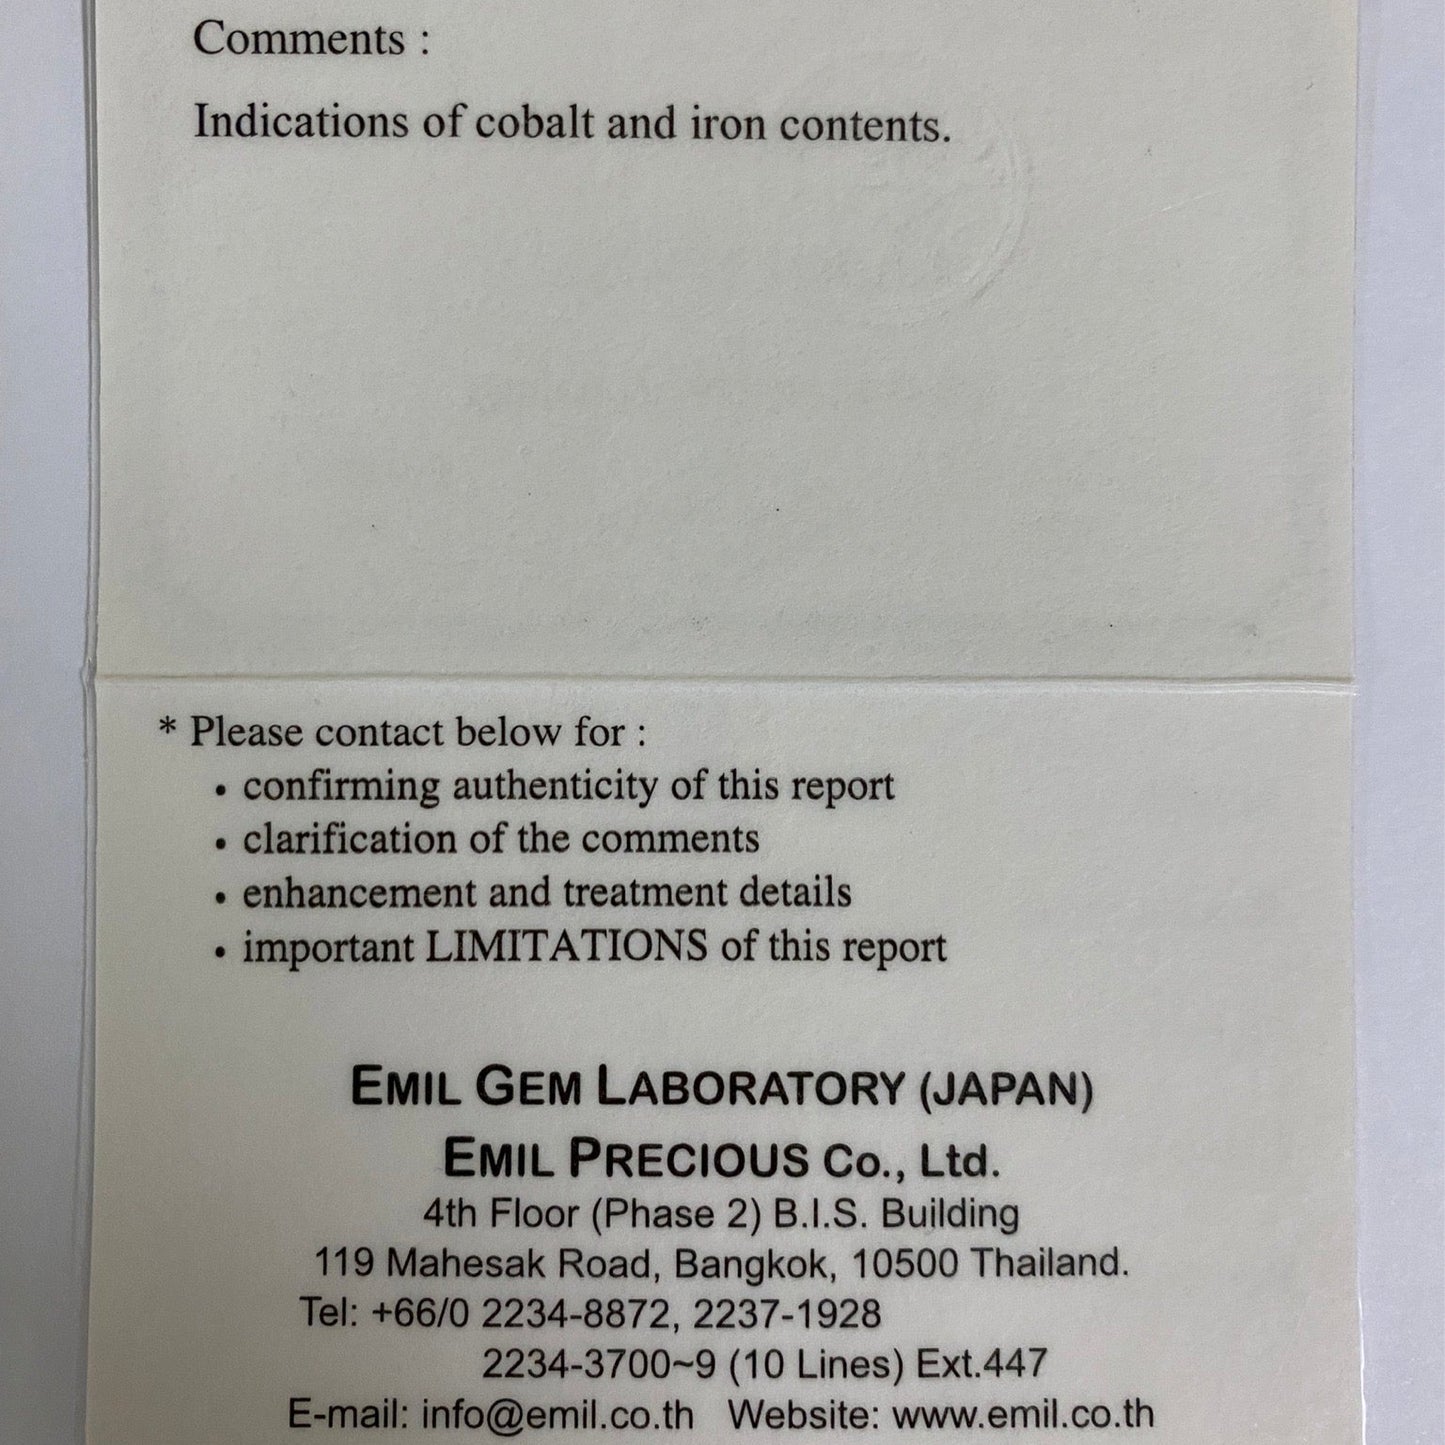 Comments :
Indications of cobalt and iron contents.
* Please contact below for :
• confirming authenticity of this report
• clarification of the comments
• enhancement and treatment details
• important LIMITATIONS of this report
EMIL GEM LABORATORY (JAPAN)
EMIL PRECIOUS Co., Ltd.
4th Floor (Phase 2) B.I.S. Building
119 Mahesak Road, Bangkok, 10500 Thailand.
Tel: +66/0 2234-8872, 2237-1928
2234-3700~9 (10 Lines) Ext.447
E-mail: info@emil.co.th Website: www.emil.co.th